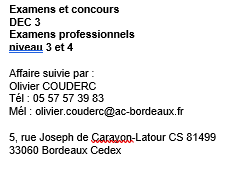 Examens et concours
DEC 3
Examens professionnels
niveau 3 et 4
Affaire suivie par :
Olivier COUDERC
Tél : 05 57 57 39 83
Mél : olivier.couderc@ac-bordeaux.fr
5, rue Joseph de Carayon-Latour CS 81499
33060 Bordeaux Cedex